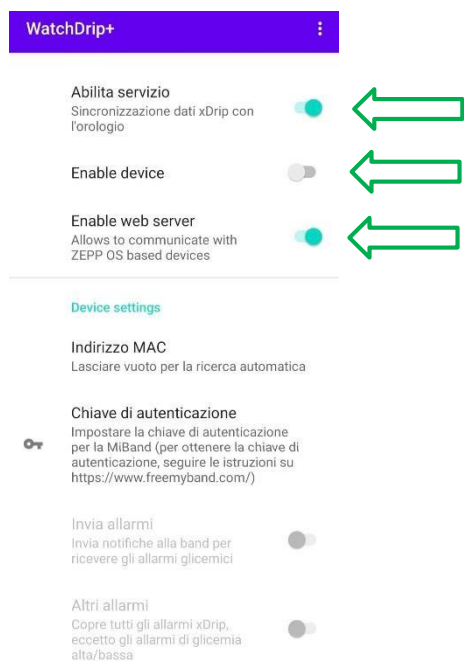 WatchDrip+
Abilita servizio
Sincronizzazione dati xDrip con
l'orologio
Enable device
Enable web server
Allows to communicate with
ZEPP OS based devices
Device settings
Indirizzo MAC
Lasciare vuoto per la ricerca automatica
Chiave di autenticazione
Impostare la chiave di autenticazione
per la MiBand (per ottenere la chiave di
autenticazione, seguire le istruzioni su
https://www.freemyband.com/)
Invia allarmi
Invia notifiche alla band per
ricevere gli allarmi glicemici
Altri allarmi
Copre tutti gli allarmi xDrip,
eccetto gli allarmi di glicemia
alta/bassa